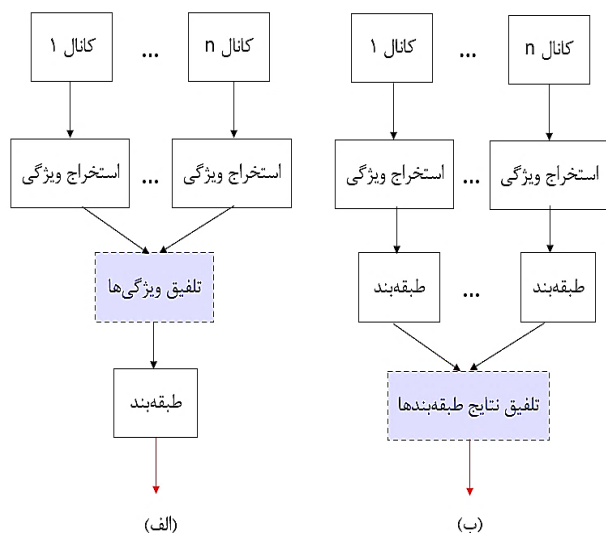 کانال ۱
...
کانال n
استخراج ویژگی
...
استخراج ویژگی
تلفیق ویژگی‌ها
طبقه‌بند
(الف)
کانال ۱
...
کانال n
استخراج ویژگی
...
استخراج ویژگی
طبقه‌بند
...
طبقه‌بند
تلفیق نتایج طبقه‌بندها
(ب)